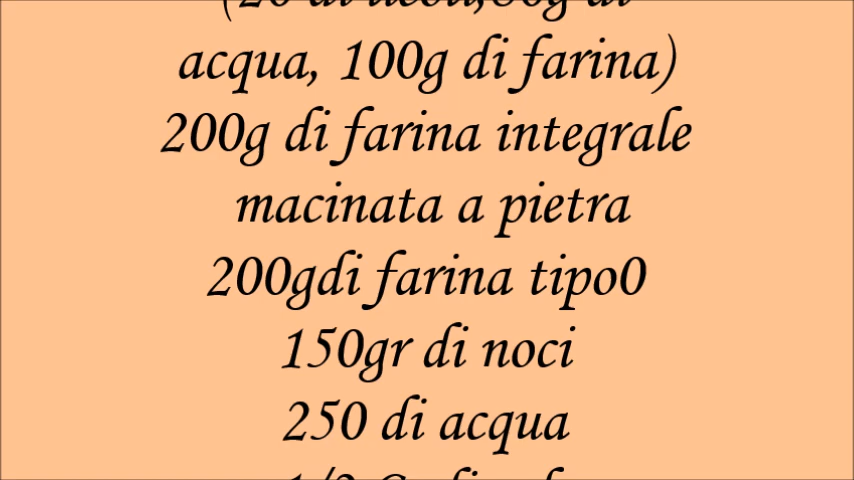 acqua, 100g di farina)
200g di farina integrale
macinata a pietra
200gdi farina tipo0
150gr di noci
250 di acqua